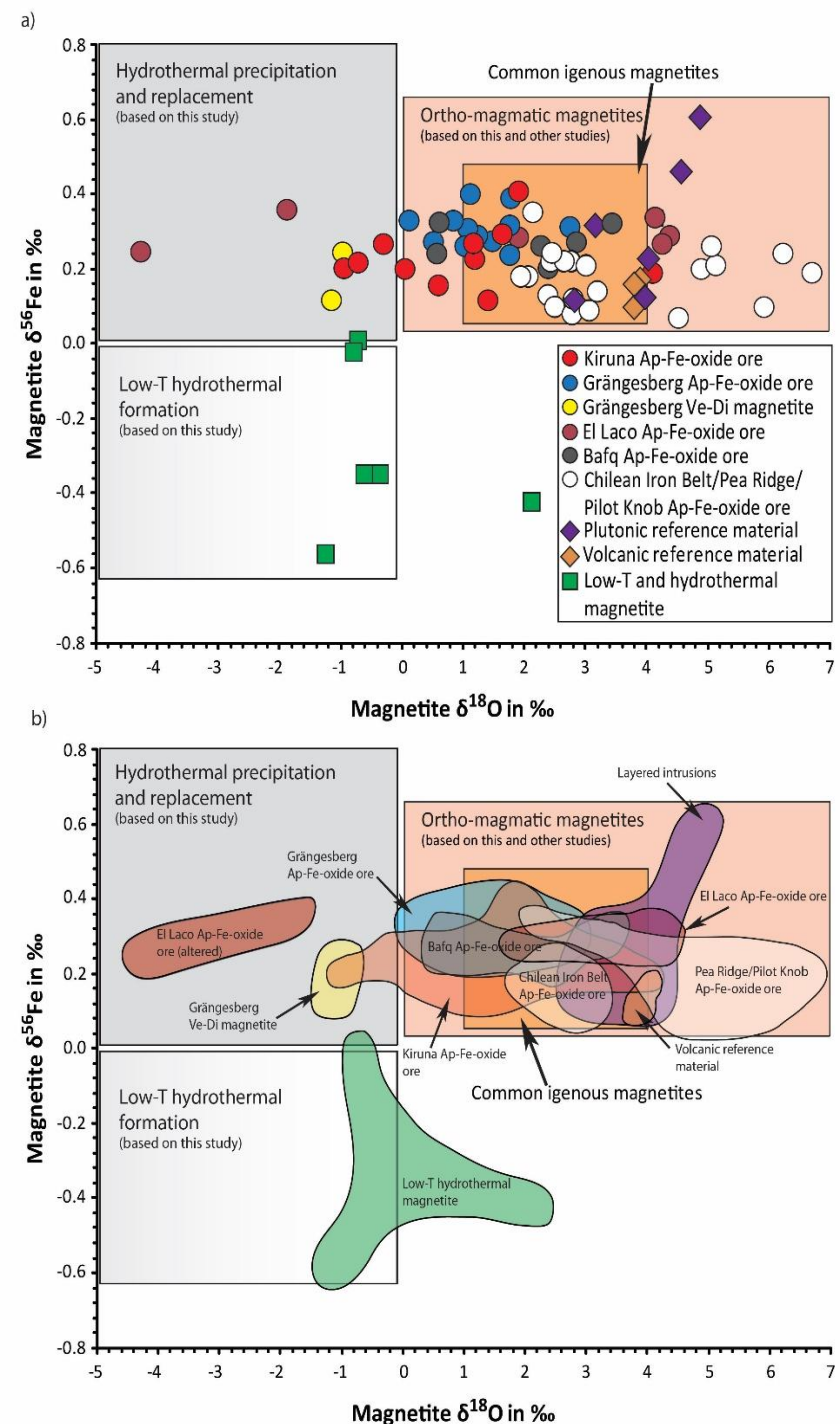 a)
0.8
0.6
0.4
0.2
0.0
-0.2
-0.4
-0.6
-0.8
Magnetite δ56Fe in ‰
Hydrothermal precipitation
and replacement
(based on this study)
Common igenous magnetites
Ortho-magmatic magnetites
(based on this and other studies)
Low-T hydrothermal
formation
(based on this study)
Kiruna Ap-Fe-oxide ore
Grängesberg Ap-Fe-oxide ore
Grängesberg Ve-Di magnetite
El Laco Ap-Fe-oxide ore
Bafq Ap-Fe-oxide ore
Chilean Iron Belt/Pea Ridge/
Pilot Knob Ap-Fe-oxide ore
Plutonic reference material
Volcanic reference material
Low-T and hydrothermal
magnetite
-5 -4 -3 -2 -1 0 1 2 3 4 5 6 7
Magnetite δ18O in ‰
b)
0.8
0.6
0.4
0.2
0.0
-0.2
-0.4
-0.6
-0.8
Magnetite δ56Fe in ‰
Hydrothermal precipitation
and replacement
(based on this study)
Layered intrusions
Ortho-magmatic magnetites
(based on this and other studies)
Grängesberg
Ap-Fe-oxide ore
El Laco Ap-Fe-oxide ore
El Laco Ap-Fe-oxide
ore (altered)
Bafq Ap-Fe-oxide ore
Chilean Iron Belt
Ap-Fe-oxide ore
Pea Ridge/Pilot Knob
Ap-Fe-oxide ore
Grängesberg
Ve-Di magnetite
Kiruna Ap-Fe-oxide
ore
Volcanic reference
material
Common igenous magnetites
Low-T hydrothermal
formation
(based on this study)
Low-T hydrothermal
magnetite
-5 -4 -3 -2 -1 0 1 2 3 4 5 6 7
Magnetite δ18O in ‰